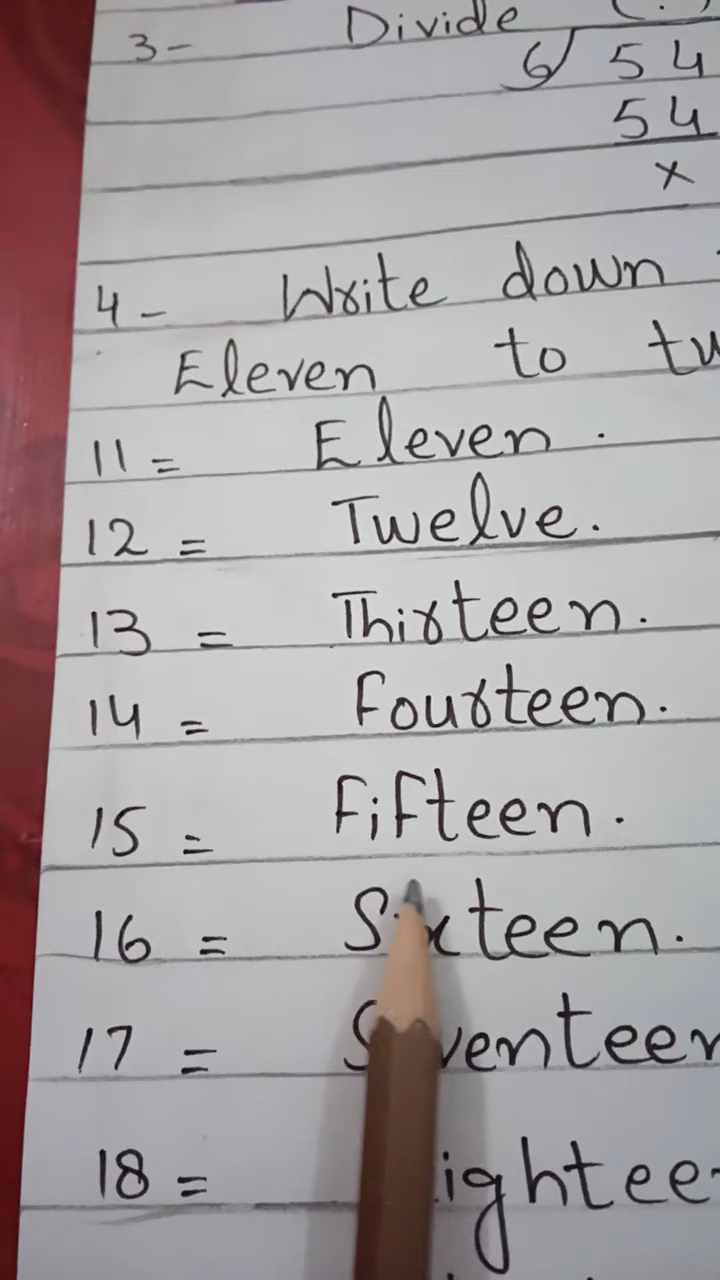 3- Divide (
6) 54
54
x
4- Write down
Eleven to
11 = Eleven.
12 = Twelve.
13 = Thirteen.
14 = Fourteen.
15 = Fifteen.
16 = Sixteen.
17 =
18 =